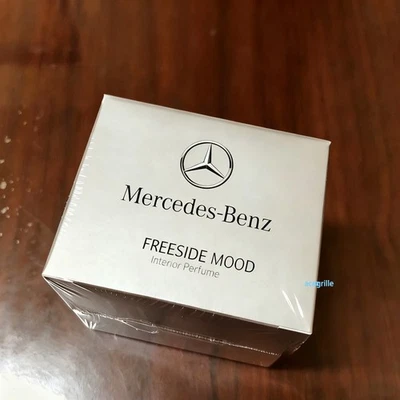 Mercedes-Benz
FREESIDE MOOD
Interior Perfume